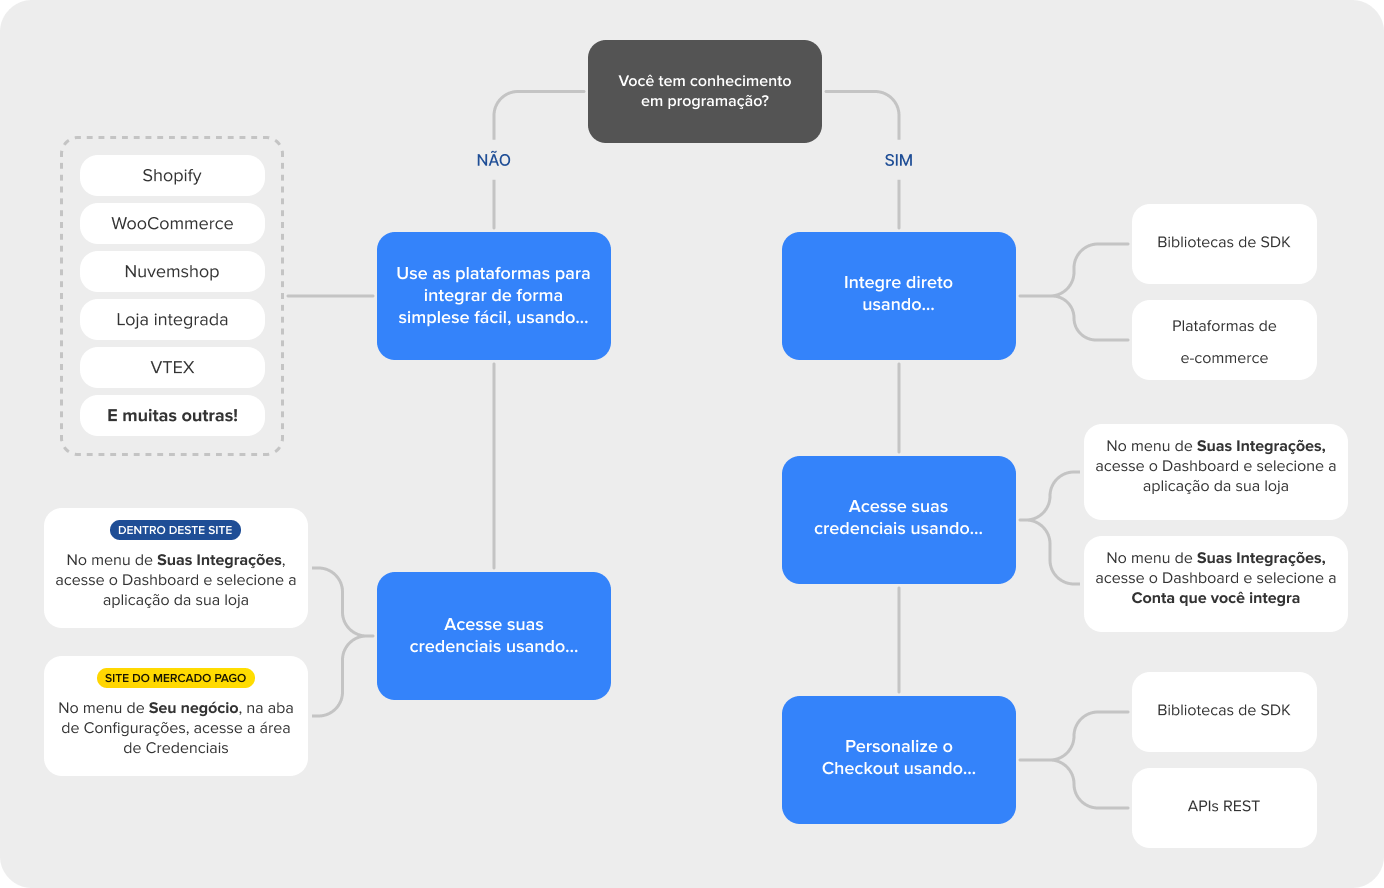 Você tem conhecimento
em programação?
NÃO
SIM
Shopify
WooCommerce
Nuvemshop
Loja integrada
VTEX
E muitas outras!
Use as plataformas para
integrar de forma
simplese fácil, usando...
DENTRO DESTE SITE
No menu de Suas Integrações,
acesse o Dashboard e selecione a
aplicação da sua loja
SITE DO MERCADO PAGO
No menu de Seu negócio, na aba
de Configurações, acesse a área
de Credenciais
Acesse suas
credenciais usando...
Integre direto
usando...
Bibliotecas de SDK
Plataformas de
e-commerce
Acesse suas
credenciais usando...
No menu de Suas Integrações,
acesse o Dashboard e selecione a
aplicação da sua loja
No menu de Suas Integrações,
acesse o Dashboard e selecione a
Conta que você integra
Personalize o
Checkout usando...
Bibliotecas de SDK
APIs REST